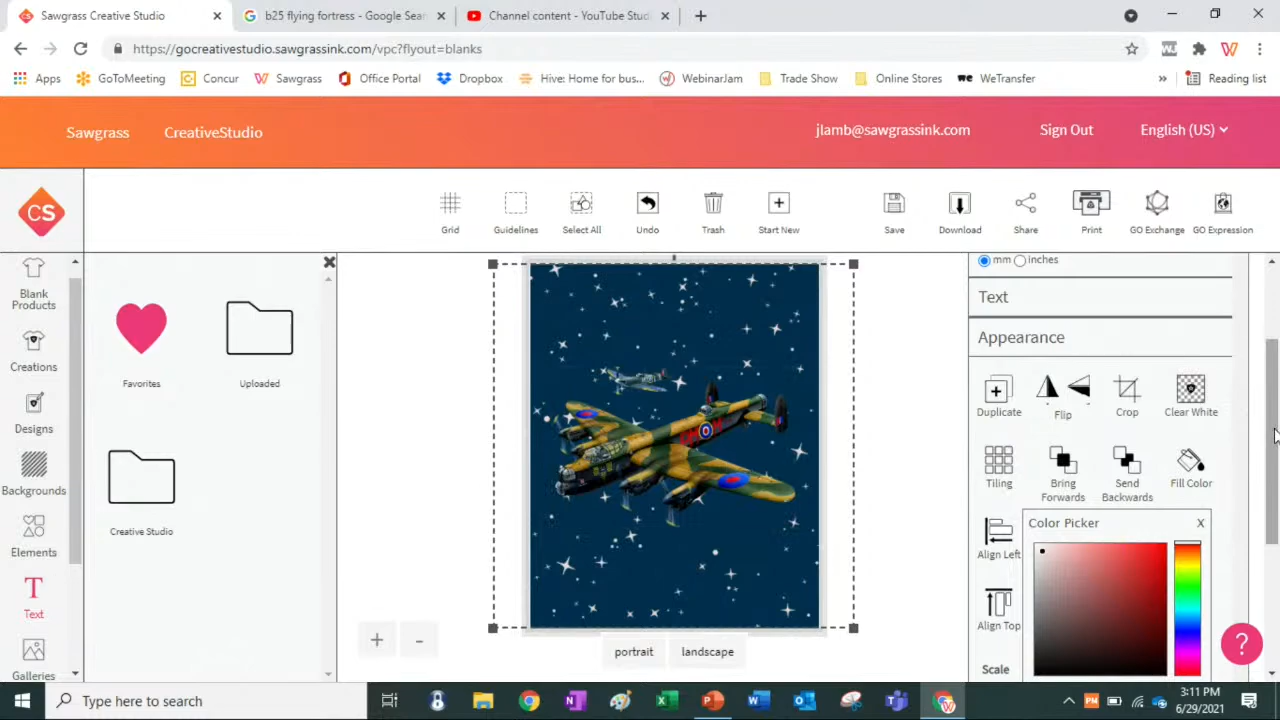 Sawgrass Creative Studio
b25 flying fortress - Google Sear
Channel content - YouTube Studi
https://gocreativestudio.sawgrassink.com/vpc?flyout=blanks
Apps GoToMeeting Concur Sawgrass Office Portal Dropbox Hive: Home for bus... WebinarJam Trade Show Online Stores WeTransfer » Reading list
Sawgrass CreativeStudio jlamb@sawgrassink.com Sign Out English (US)
CS
Grid Guidelines Select All Undo Trash Start New Save Download Share Print GO Exchange GO Expression
Blank
Products
Creations
Designs
Backgrounds
Elements
T
Text
Galleries
Favorites Uploaded
Creative Studio
+ -
portrait landscape
mm inches
Text
Appearance
Duplicate Flip Crop Clear White
Tiling Bring
Forwards
Send
Backwards
Fill Color
Align Left
Align Top
Scale
Color Picker X
?
Type here to search
3:11 PM
6/29/2021